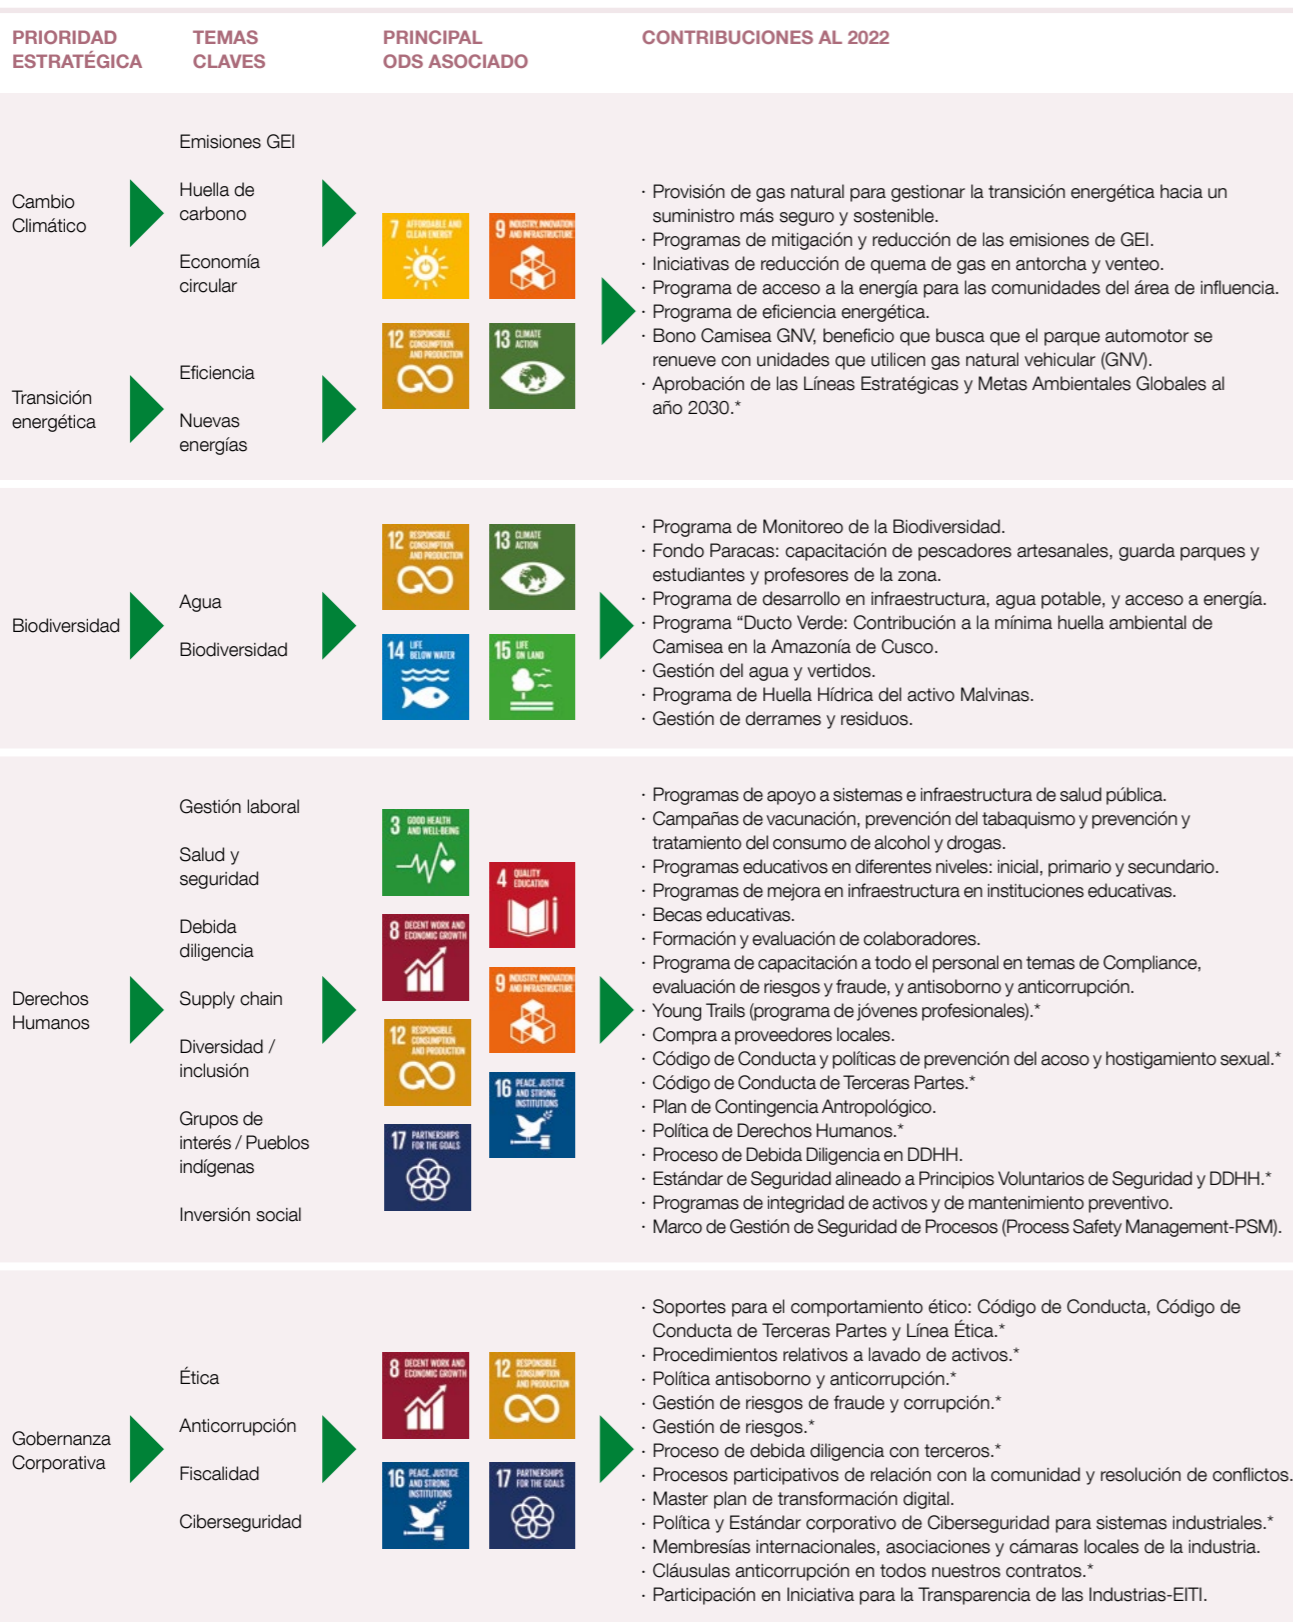 PRIORIDAD
ESTRATÉGICA
TEMAS
CLAVES
PRINCIPAL
ODS ASOCIADO
CONTRIBUCIONES AL 2022
Cambio
Climático
Emisiones GEI
Huella de
carbono
Economía
circular
Transición
energética
Eficiencia
Nuevas
energías
7 AFFORDABLE AND
CLEAN ENERGY
9 INDUSTRY, INNOVATION
AND INFRASTRUCTURE
12 RESPONSIBLE
CONSUMPTION
AND PRODUCTION
13 CLIMATE
ACTION
· Provisión de gas natural para gestionar la transición energética hacia un
suministro más seguro y sostenible.
· Programas de mitigación y reducción de las emisiones de GEI.
· Iniciativas de reducción de quema de gas en antorcha y venteo.
· Programa de acceso a la energía para las comunidades del área de influencia.
· Programa de eficiencia energética.
· Bono Camisea GNV, beneficio que busca que el parque automotor se
renueve con unidades que utilicen gas natural vehicular (GNV).
· Aprobación de las Líneas Estratégicas y Metas Ambientales Globales al
año 2030.*
Biodiversidad
Agua
Biodiversidad
12 RESPONSIBLE
CONSUMPTION
AND PRODUCTION
13 CLIMATE
ACTION
14 LIFE
BELOW WATER
15 LIFE
ON LAND
· Programa de Monitoreo de la Biodiversidad.
· Fondo Paracas: capacitación de pescadores artesanales, guarda parques y
estudiantes y profesores de la zona.
· Programa de desarrollo en infraestructura, agua potable, y acceso a energía.
· Programa “Ducto Verde: Contribución a la mínima huella ambiental de
Camisea en la Amazonía de Cusco.
· Gestión del agua y vertidos.
· Programa de Huella Hídrica del activo Malvinas.
· Gestión de derrames y residuos.
Derechos
Humanos
Gestión laboral
Salud y
seguridad
Debida
diligencia
Supply chain
Diversidad /
inclusión
Grupos de
interés / Pueblos
indígenas
Inversión social
3 GOOD HEALTH
AND WELL-BEING
4 QUALITY
EDUCATION
8 DECENT WORK AND
ECONOMIC GROWTH
9 INDUSTRY, INNOVATION
AND INFRASTRUCTURE
12 RESPONSIBLE
CONSUMPTION
AND PRODUCTION
16 PEACE, JUSTICE
AND STRONG
INSTITUTIONS
17 PARTNERSHIPS
FOR THE GOALS
· Programas de apoyo a sistemas e infraestructura de salud pública.
· Campañas de vacunación, prevención del tabaquismo y prevención y
tratamiento del consumo de alcohol y drogas.
· Programas educativos en diferentes niveles: inicial, primario y secundario.
· Programas de mejora en infraestructura en instituciones educativas.
· Becas educativas.
· Formación y evaluación de colaboradores.
· Programa de capacitación a todo el personal en temas de Compliance,
evaluación de riesgos y fraude, y antisoborno y anticorrupción.
· Young Trails (programa de jóvenes profesionales).*
· Compra a proveedores locales.
· Código de Conducta y políticas de prevención del acoso y hostigamiento sexual.*
· Código de Conducta de Terceras Partes.*
· Plan de Contingencia Antropológico.
· Política de Derechos Humanos.*
· Proceso de Debida Diligencia en DDHH.
· Estándar de Seguridad alineado a Principios Voluntarios de Seguridad y DDHH.*
· Programas de integridad de activos y de mantenimiento preventivo.
· Marco de Gestión de Seguridad de Procesos (Process Safety Management-PSM).
Gobernanza
Corporativa
Ética
Anticorrupción
Fiscalidad
Ciberseguridad
8 DECENT WORK AND
ECONOMIC GROWTH
12 RESPONSIBLE
CONSUMPTION
AND PRODUCTION
16 PEACE, JUSTICE
AND STRONG
INSTITUTIONS
17 PARTNERSHIPS
FOR THE GOALS
· Soportes para el comportamiento ético: Código de Conducta, Código de
Conducta de Terceras Partes y Línea Ética.*
· Procedimientos relativos a lavado de activos.*
· Política antisoborno y anticorrupción.*
· Gestión de riesgos de fraude y corrupción.*
· Gestión de riesgos.*
· Proceso de debida diligencia con terceros.*
· Procesos participativos de relación con la comunidad y resolución de conflictos.
· Master plan de transformación digital.
· Política y Estándar corporativo de Ciberseguridad para sistemas industriales.*
· Membresías internacionales, asociaciones y cámaras locales de la industria.
· Cláusulas anticorrupción en todos nuestros contratos.*
· Participación en Iniciativa para la Transparencia de las Industrias-EITI.